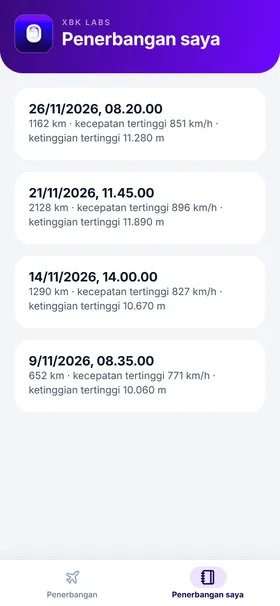 XBK LABS
Penerbangan saya
26/11/2026, 08.20.00
1162 km · kecepatan tertinggi 851 km/h ·
ketinggian tertinggi 11.280 m
21/11/2026, 11.45.00
2128 km · kecepatan tertinggi 896 km/h ·
ketinggian tertinggi 11.890 m
14/11/2026, 14.00.00
1290 km · kecepatan tertinggi 827 km/h ·
ketinggian tertinggi 10.670 m
9/11/2026, 08.35.00
652 km · kecepatan tertinggi 771 km/h ·
ketinggian tertinggi 10.060 m
Penerbangan
Penerbangan saya